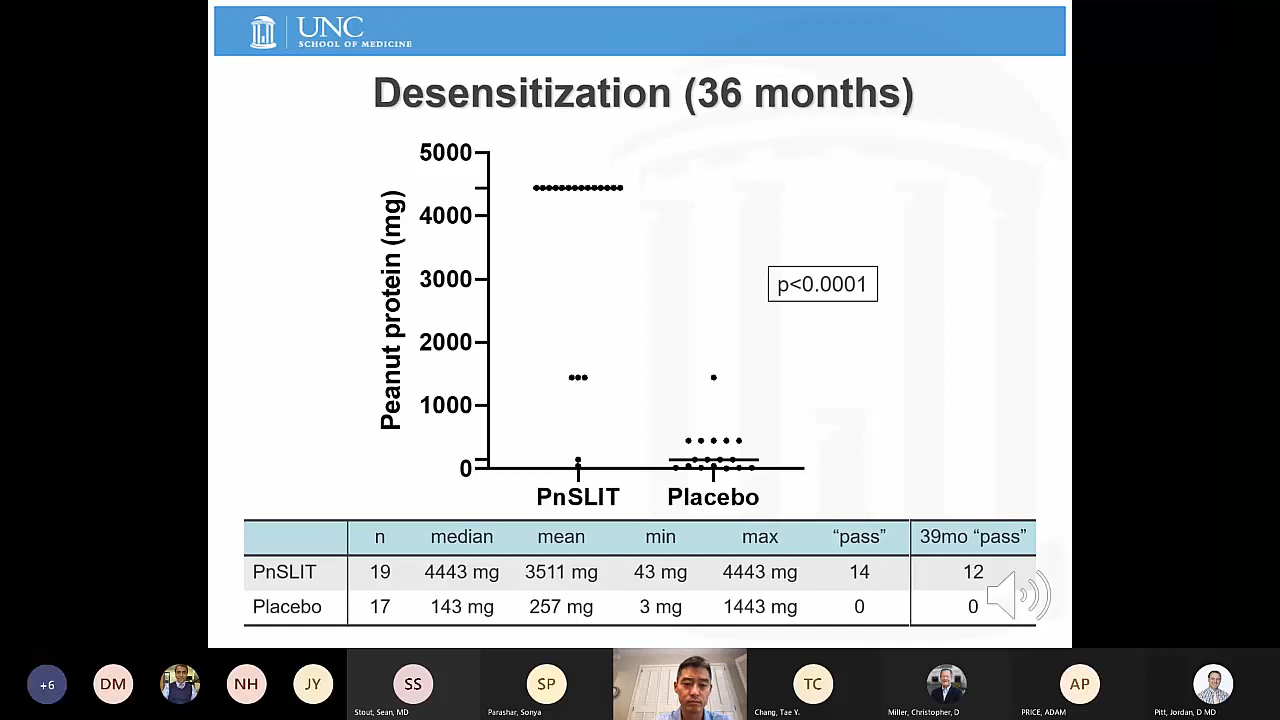 UNC
SCHOOL OF MEDICINE
Desensitization (36 months)
Peanut protein (mg)
5000
4000
3000
2000
1000
0
p<0.0001
PnSLIT Placebo
n median mean min max “pass” 39mo “pass”
PnSLIT 19 4443 mg 3511 mg 43 mg 4443 mg 14 12
Placebo 17 143 mg 257 mg 3 mg 1443 mg 0 0
+6 DM NH JY SS SP TC AP
Stout, Sean, MD Parashar, Sonya Chang, Tae Y. Miller, Christopher, D PRICE, ADAM Pitt, Jordan, D MD